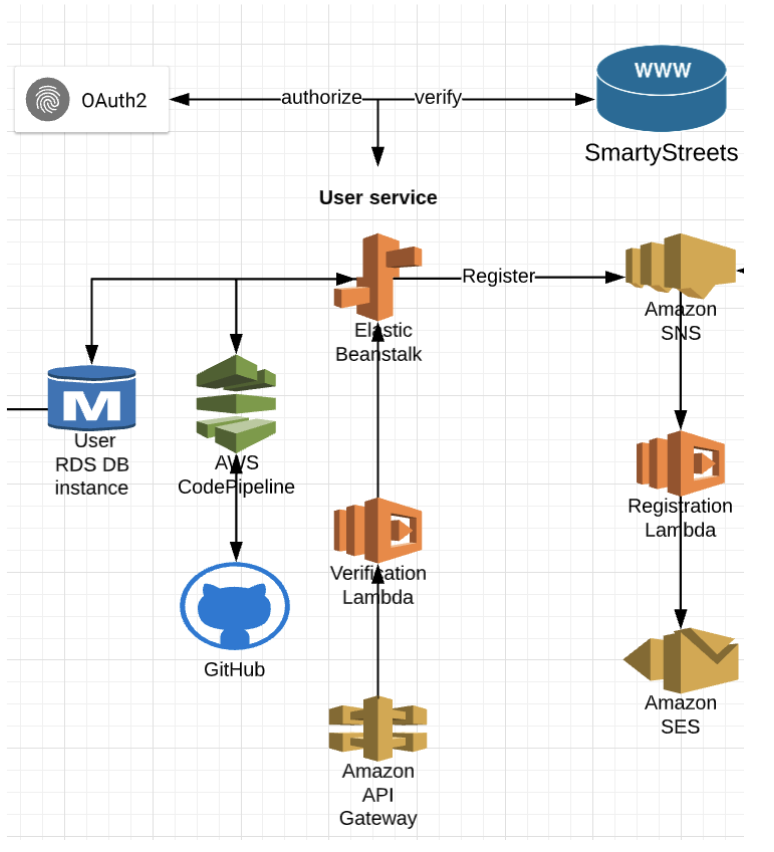 OAuth2
authorize
verify
WWW
SmartyStreets
User service
Register
Elastic
Beanstalk
Amazon
SNS
M
User
RDS DB
instance
AWS
CodePipeline
Registration
Lambda
Verification
Lambda
GitHub
Amazon
SES
Amazon
API
Gateway